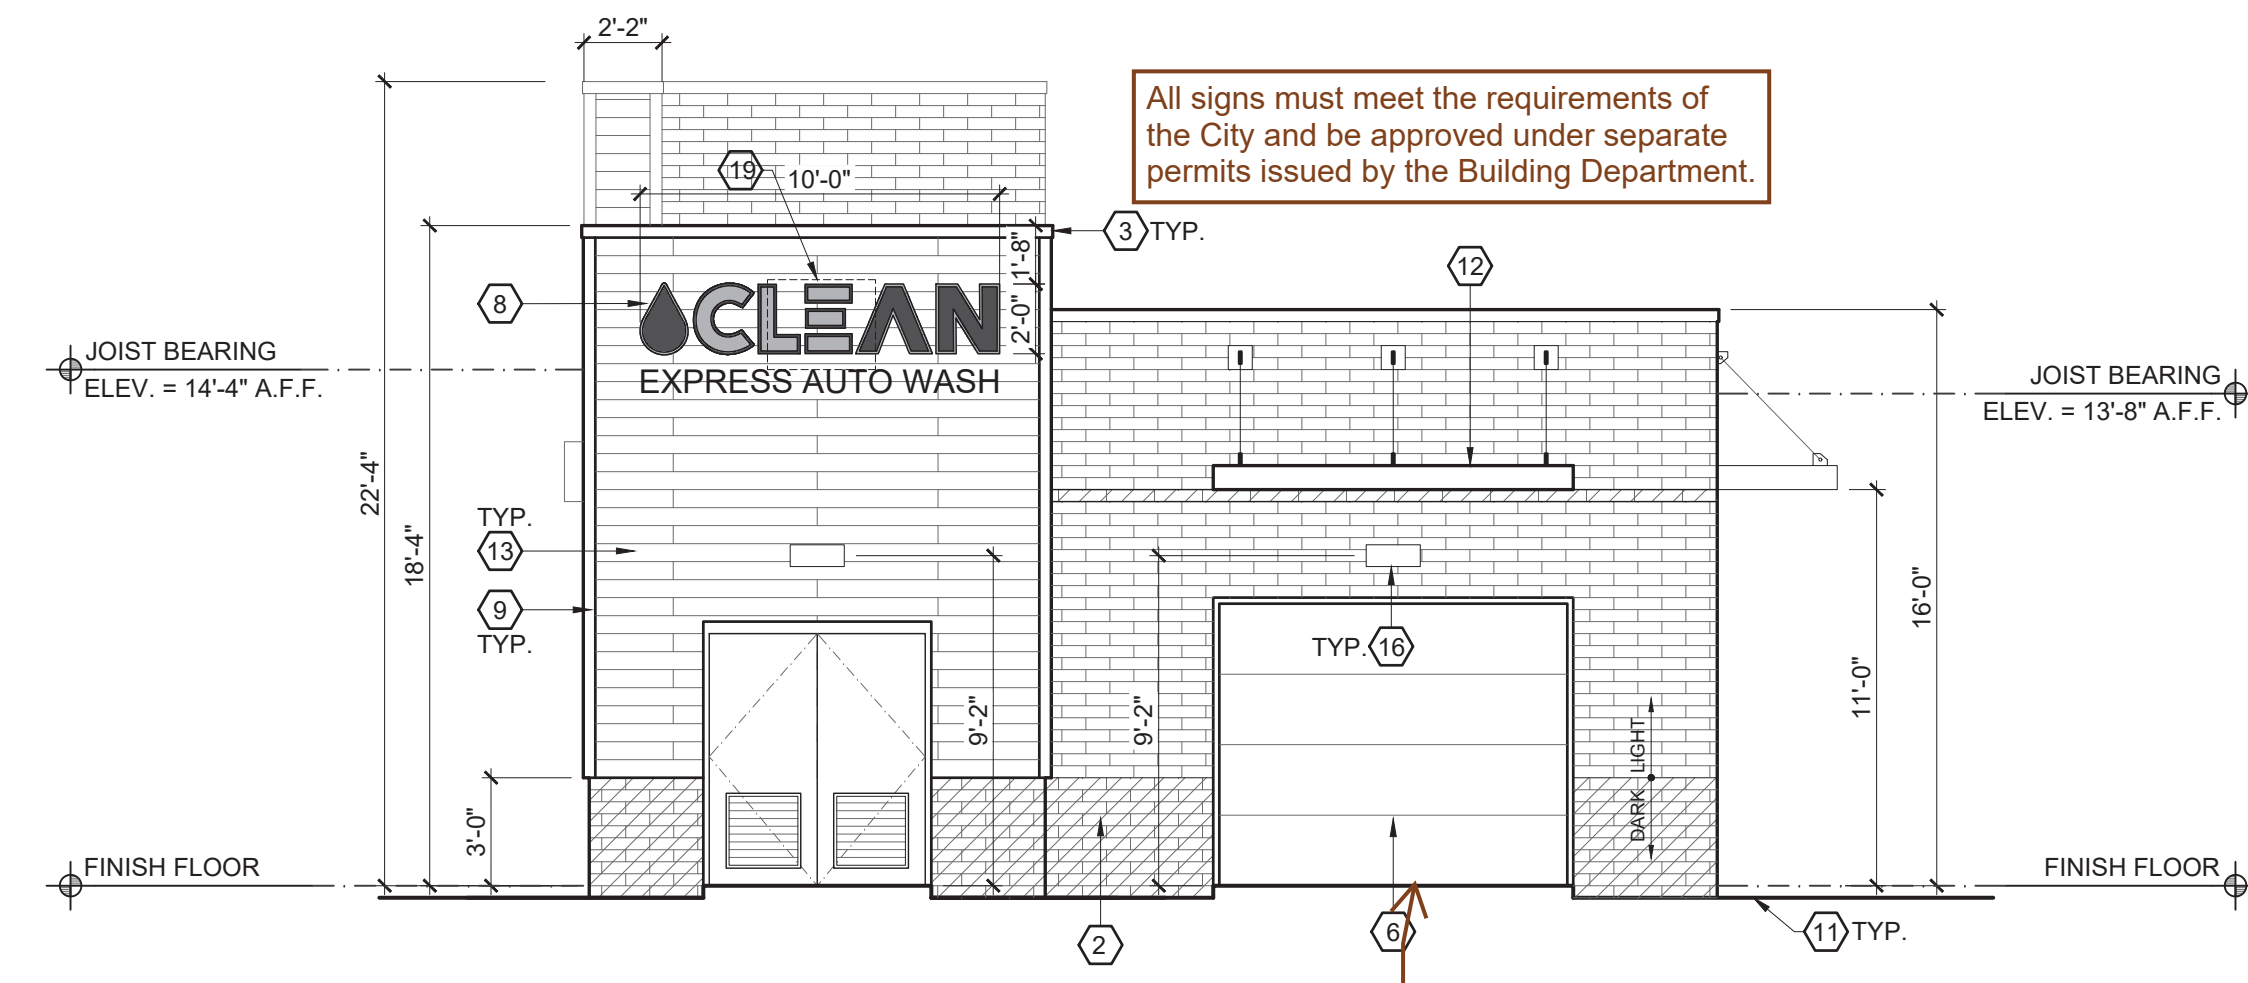 2'-2"
All signs must meet the requirements of
the City and be approved under separate
permits issued by the Building Department.
19
10'-0"
3 TYP.
1'-8"
12
8
CLEAN
2'-0"
EXPRESS AUTO WASH
JOIST BEARING
ELEV. = 14'-4" A.F.F.
JOIST BEARING
ELEV. = 13'-8" A.F.F.
22'-4"
18'-4"
TYP.
13
9
TYP.
16'-0"
TYP. 16
11'-0"
9'-2"
9'-2"
LIGHT
DARK
3'-0"
FINISH FLOOR
FINISH FLOOR
2
6
11 TYP.